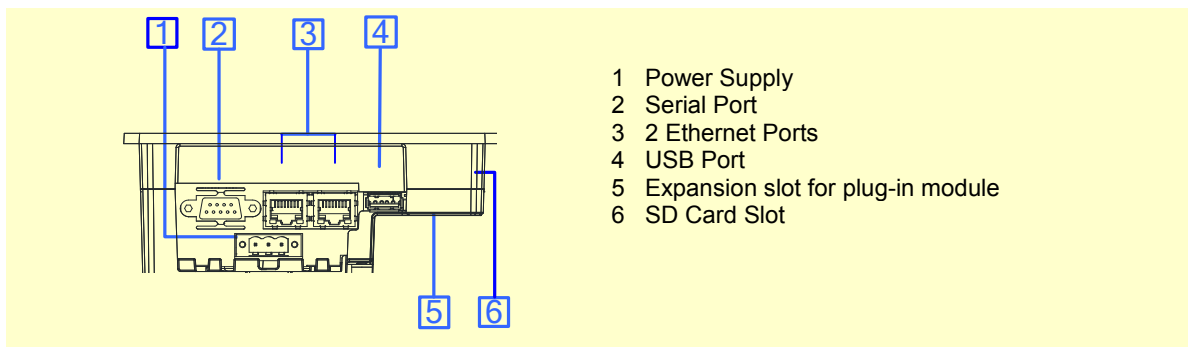 1 2 3 4
1 Power Supply
2 Serial Port
3 2 Ethernet Ports
4 USB Port
5 Expansion slot for plug-in module
6 SD Card Slot
5 6